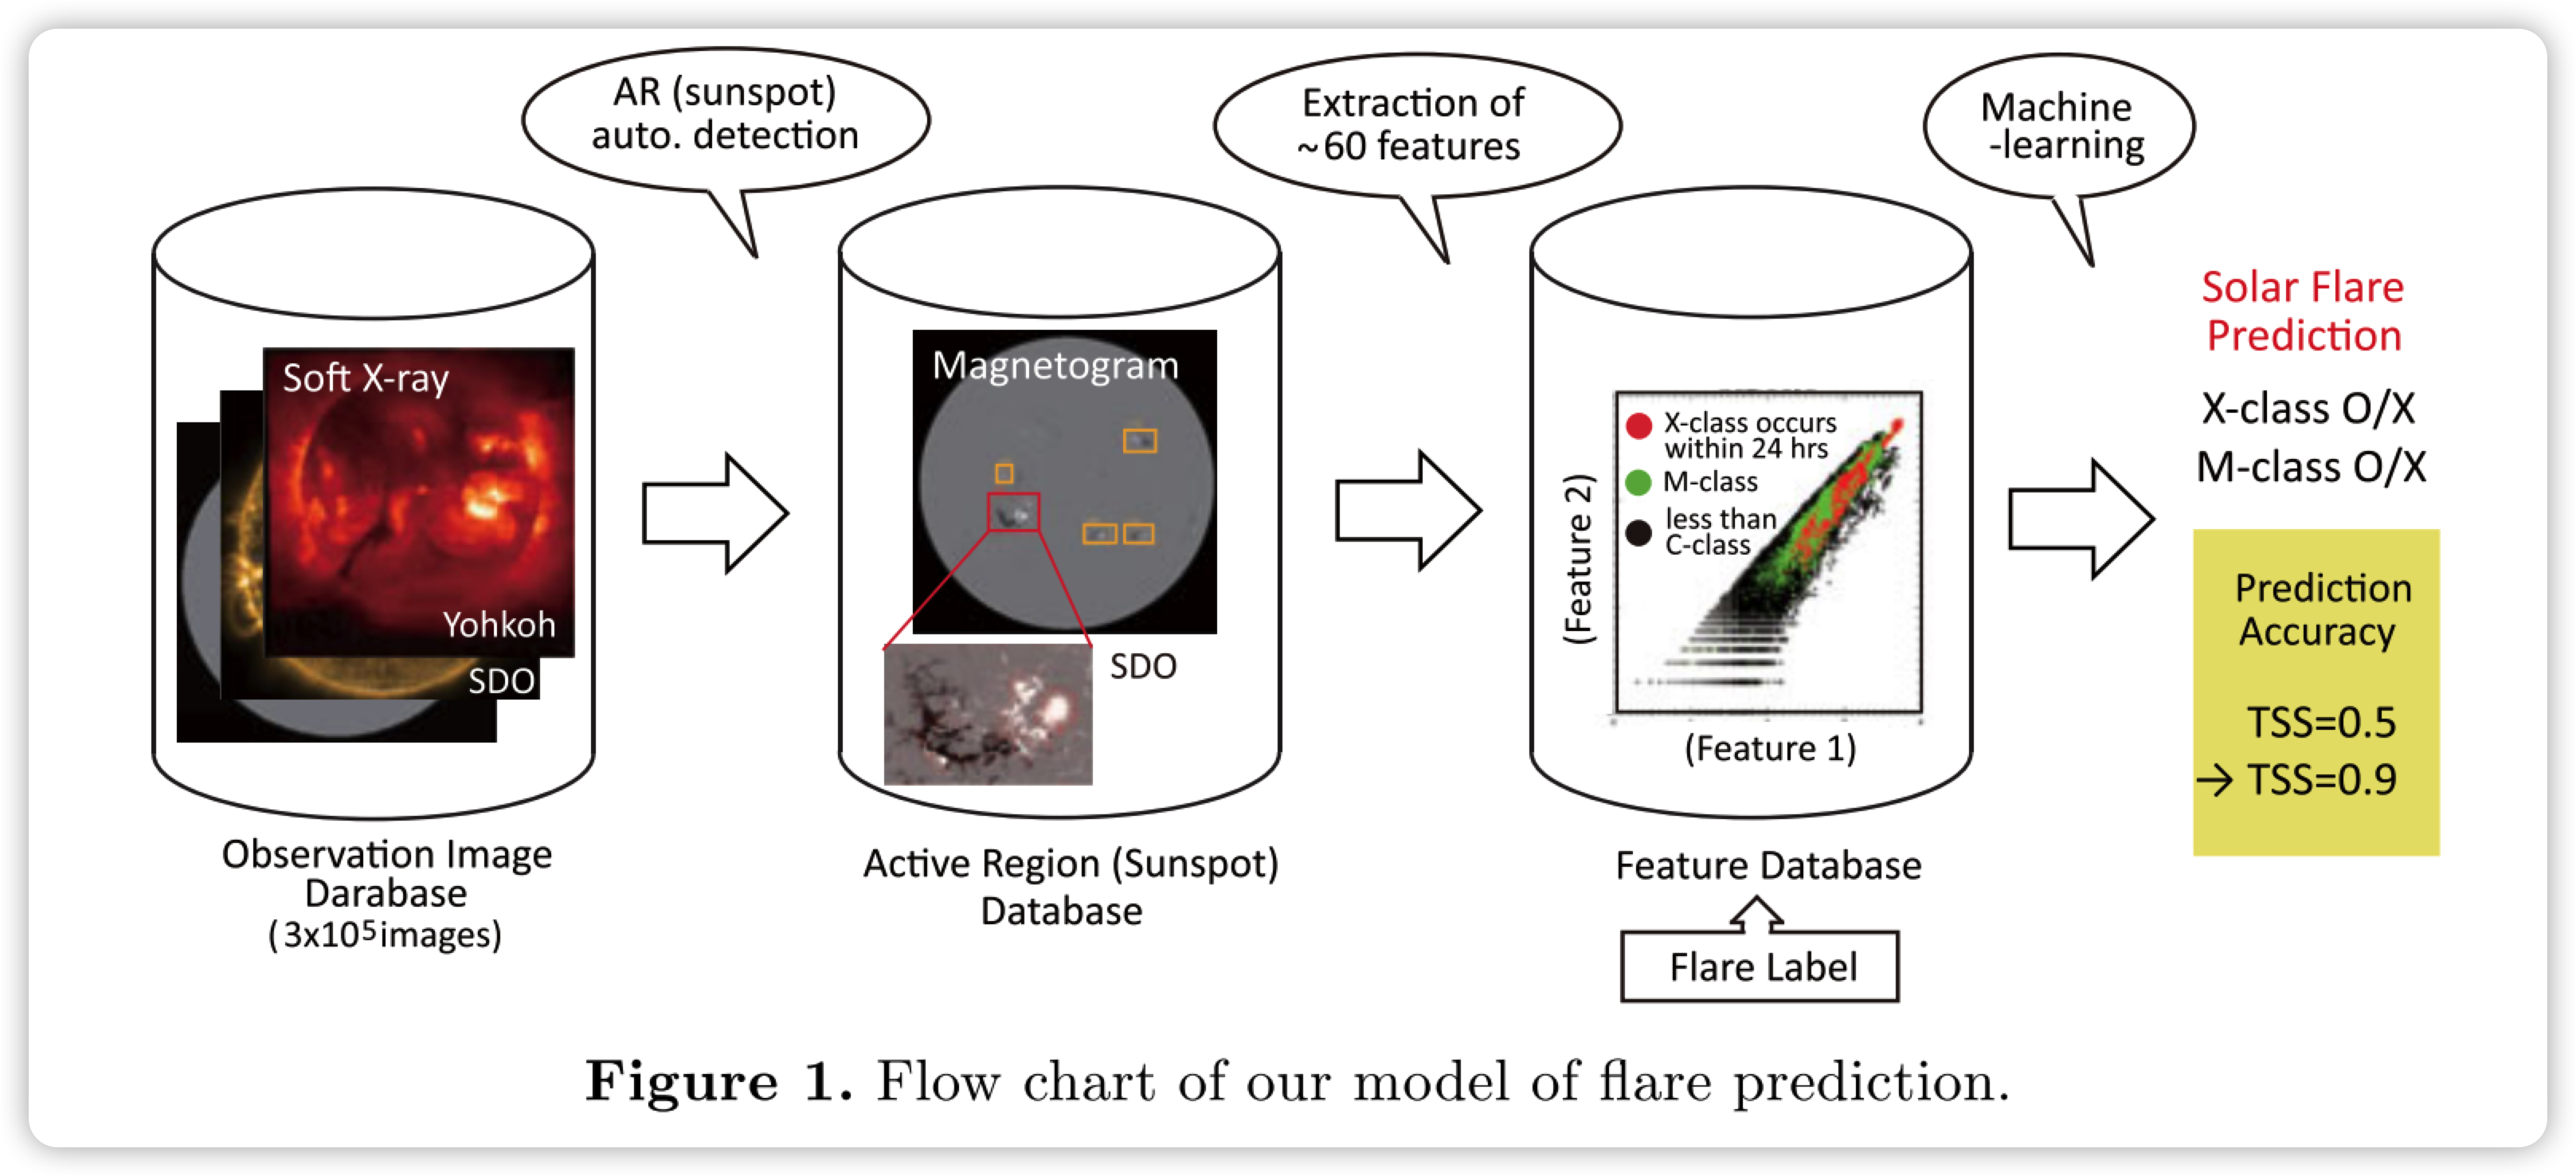 AR (sunspot)
auto. detection
Extraction of
~60 features
Machine
-learning
Soft X-ray
Yohkoh
SDO
Observation Image
Darabase
(3x10⁵images)
Magnetogram
SDO
Active Region (Sunspot)
Database
X-class occurs
within 24 hrs
M-class
less than
C-class
(Feature 2)
(Feature 1)
Feature Database
Flare Label
Solar Flare
Prediction
X-class O/X
M-class O/X
Prediction
Accuracy
TSS=0.5
→ TSS=0.9
Figure 1. Flow chart of our model of flare prediction.